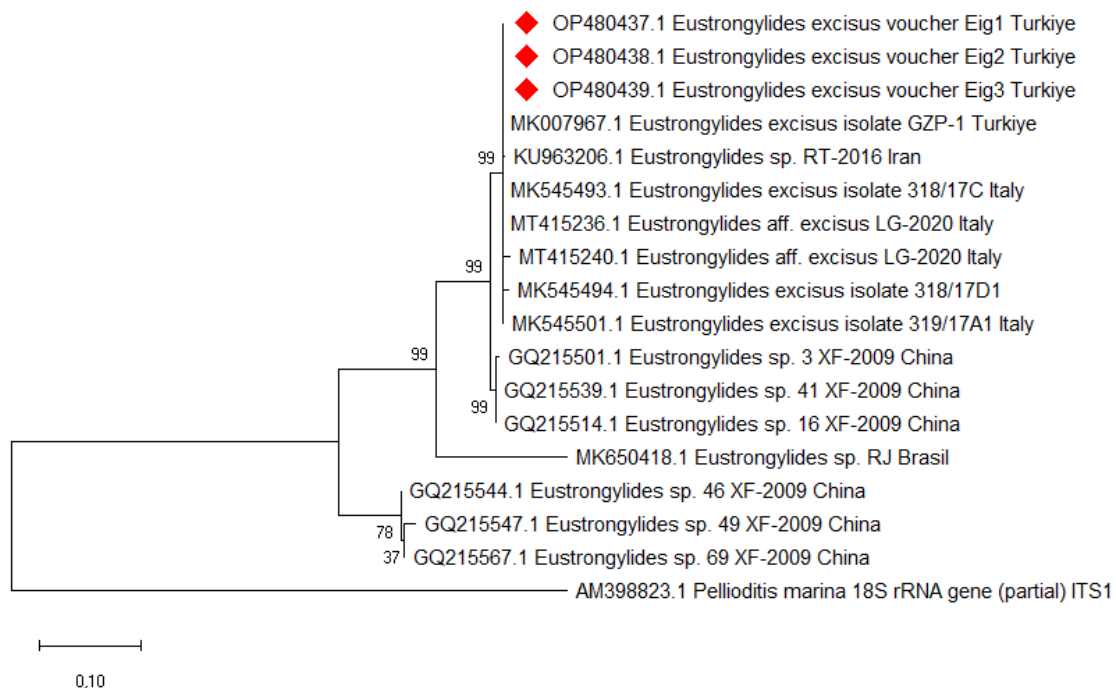 OP480437.1 Eustrongylides excisus voucher Eig1 Turkiye
OP480438.1 Eustrongylides excisus voucher Eig2 Turkiye
OP480439.1 Eustrongylides excisus voucher Eig3 Turkiye
MK007967.1 Eustrongylides excisus isolate GZP-1 Turkiye
99
KU963206.1 Eustrongylides sp. RT-2016 Iran
MK545493.1 Eustrongylides excisus isolate 318/17C Italy
MT415236.1 Eustrongylides aff. excisus LG-2020 Italy
99
MT415240.1 Eustrongylides aff. excisus LG-2020 Italy
MK545494.1 Eustrongylides excisus isolate 318/17D1
MK545501.1 Eustrongylides excisus isolate 319/17A1 Italy
99
GQ215501.1 Eustrongylides sp. 3 XF-2009 China
GQ215539.1 Eustrongylides sp. 41 XF-2009 China
99
GQ215514.1 Eustrongylides sp. 16 XF-2009 China
MK650418.1 Eustrongylides sp. RJ Brasil
GQ215544.1 Eustrongylides sp. 46 XF-2009 China
78
GQ215547.1 Eustrongylides sp. 49 XF-2009 China
37
GQ215567.1 Eustrongylides sp. 69 XF-2009 China
AM398823.1 Pellioditis marina 18S rRNA gene (partial) ITS1
0,10